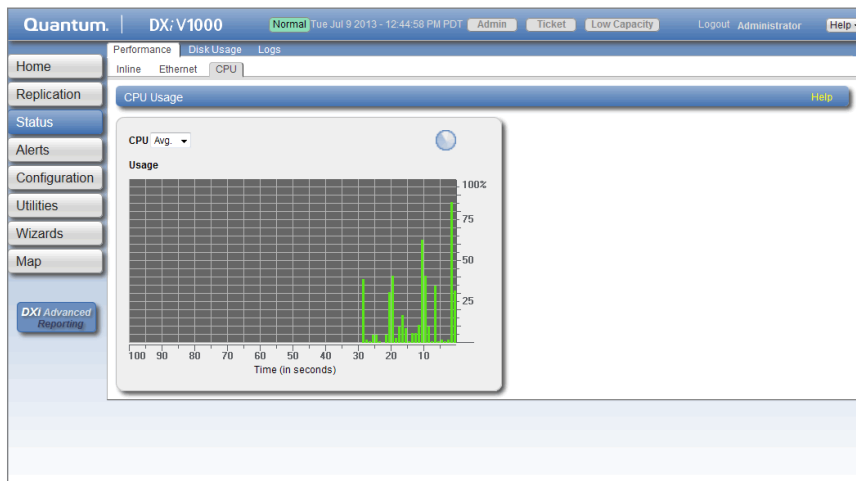 Quantum. DXi V1000 Normal Tue Jul 9 2013 - 12:44:58 PM PDT Admin Ticket Low Capacity Logout Administrator Help
Performance Disk Usage Logs
Inline Ethernet CPU
Home
Replication
Status
Alerts
Configuration
Utilities
Wizards
Map
DXi Advanced
Reporting
CPU Usage Help
CPU Avg.
Usage
100%
75
50
25
100 90 80 70 60 50 40 30 20 10
Time (in seconds)